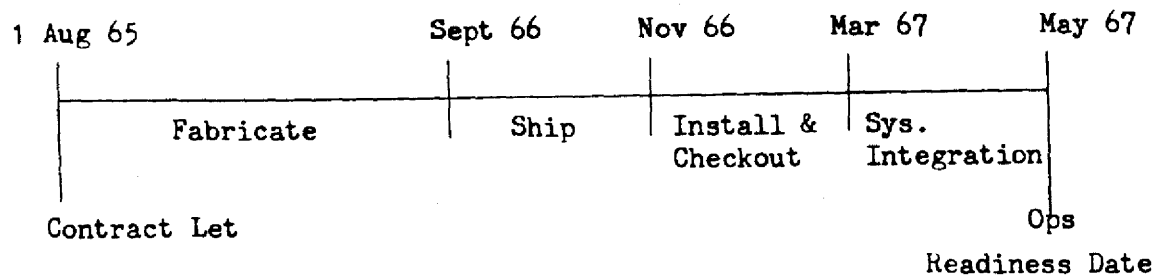 1 Aug 65 Sept 66 Nov 66 Mar 67 May 67
Fabricate Ship Install & Sys.
Checkout Integration
Contract Let Ops
Readiness Date